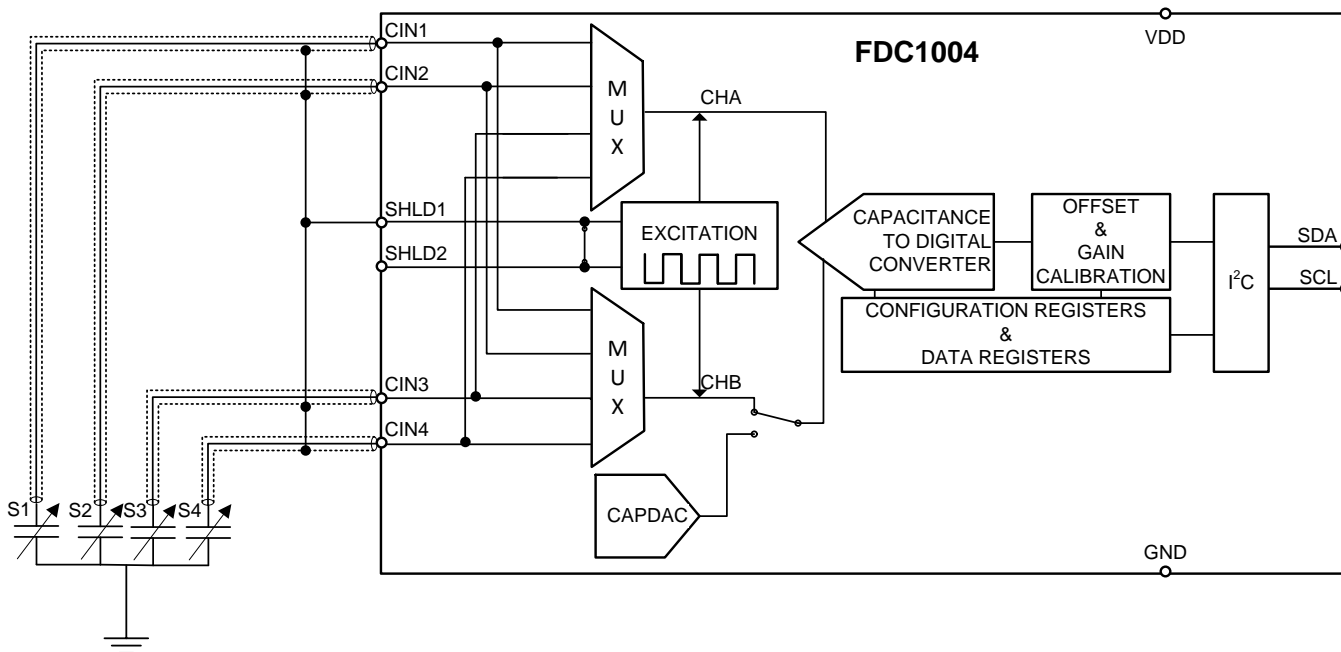 CIN1
FDC1004
VDD
CIN2
M
U
X
CHA
SHLD1
EXCITATION
SHLD2
CAPACITANCE
TO DIGITAL
CONVERTER
OFFSET
&
GAIN
CALIBRATION
I²C
SDA
SCL
CONFIGURATION REGISTERS
&
DATA REGISTERS
M
U
X
CHB
CIN3
CIN4
S1
S2
S3
S4
CAPDAC
GND